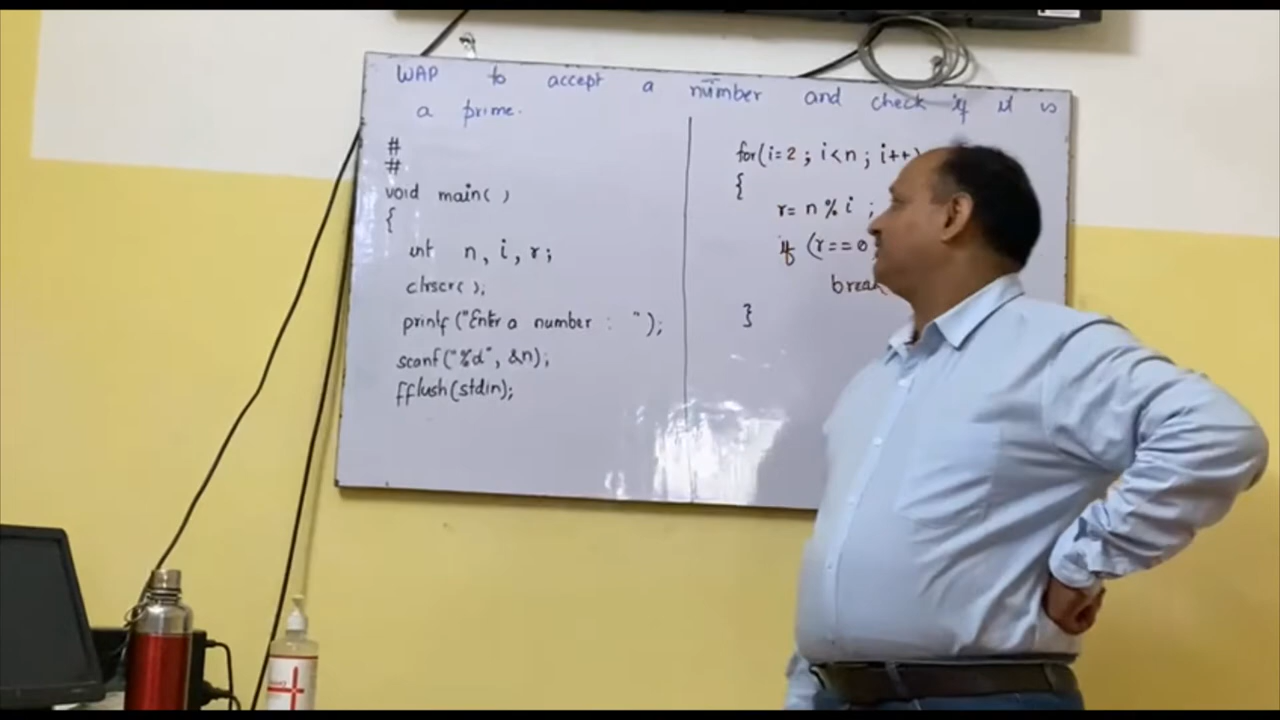 WAP to accept a number and check if it is
a prime.
#
#
void main( )
{
int n, i, r;
clrscr( );
printf ("Enter a number : ");
scanf ("%d", &n);
fflush(stdin);
for(i=2 ; i<n ; i++)
{
r= n % i ;
if (r==0
break
}